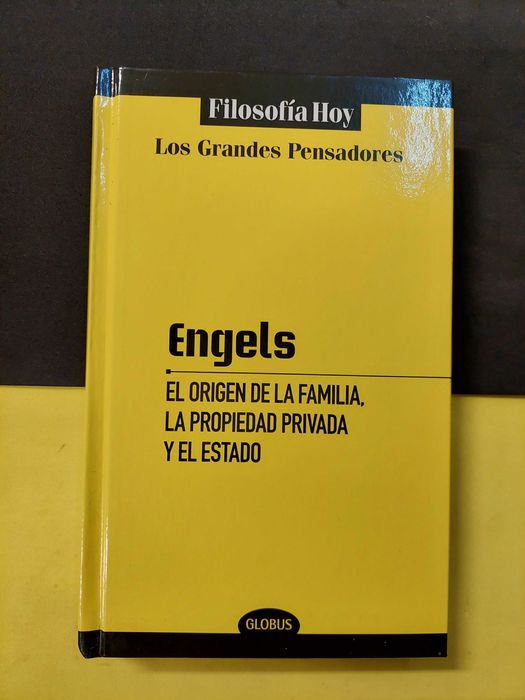 Filosofía Hoy
Los Grandes Pensadores
Engels
EL ORIGEN DE LA FAMILIA,
LA PROPIEDAD PRIVADA
Y EL ESTADO
GLOBUS